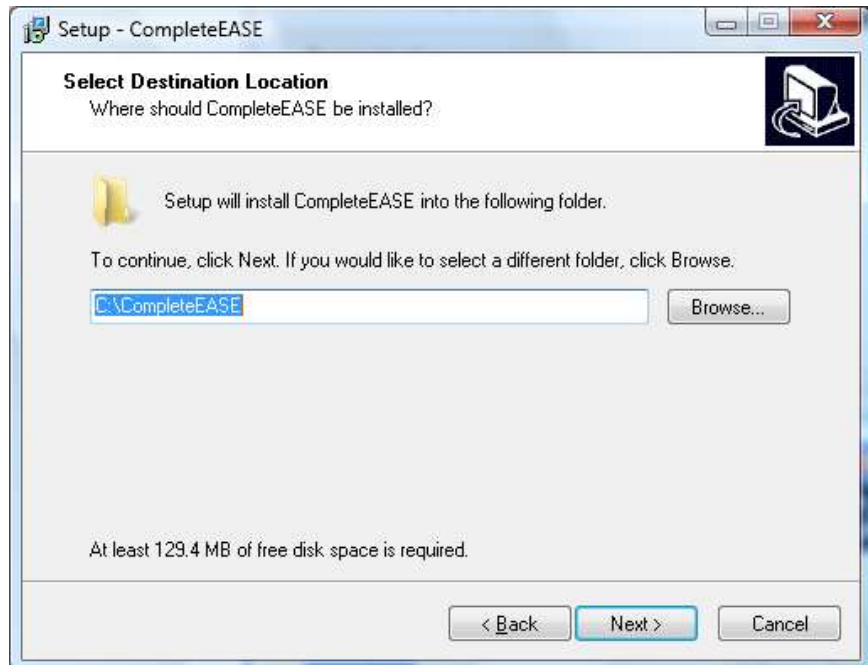 Setup - CompleteEASE
Select Destination Location
Where should CompleteEASE be installed?
Setup will install CompleteEASE into the following folder.
To continue, click Next. If you would like to select a different folder, click Browse.
C:\CompleteEASE
Browse...
At least 129.4 MB of free disk space is required.
< Back
Next >
Cancel